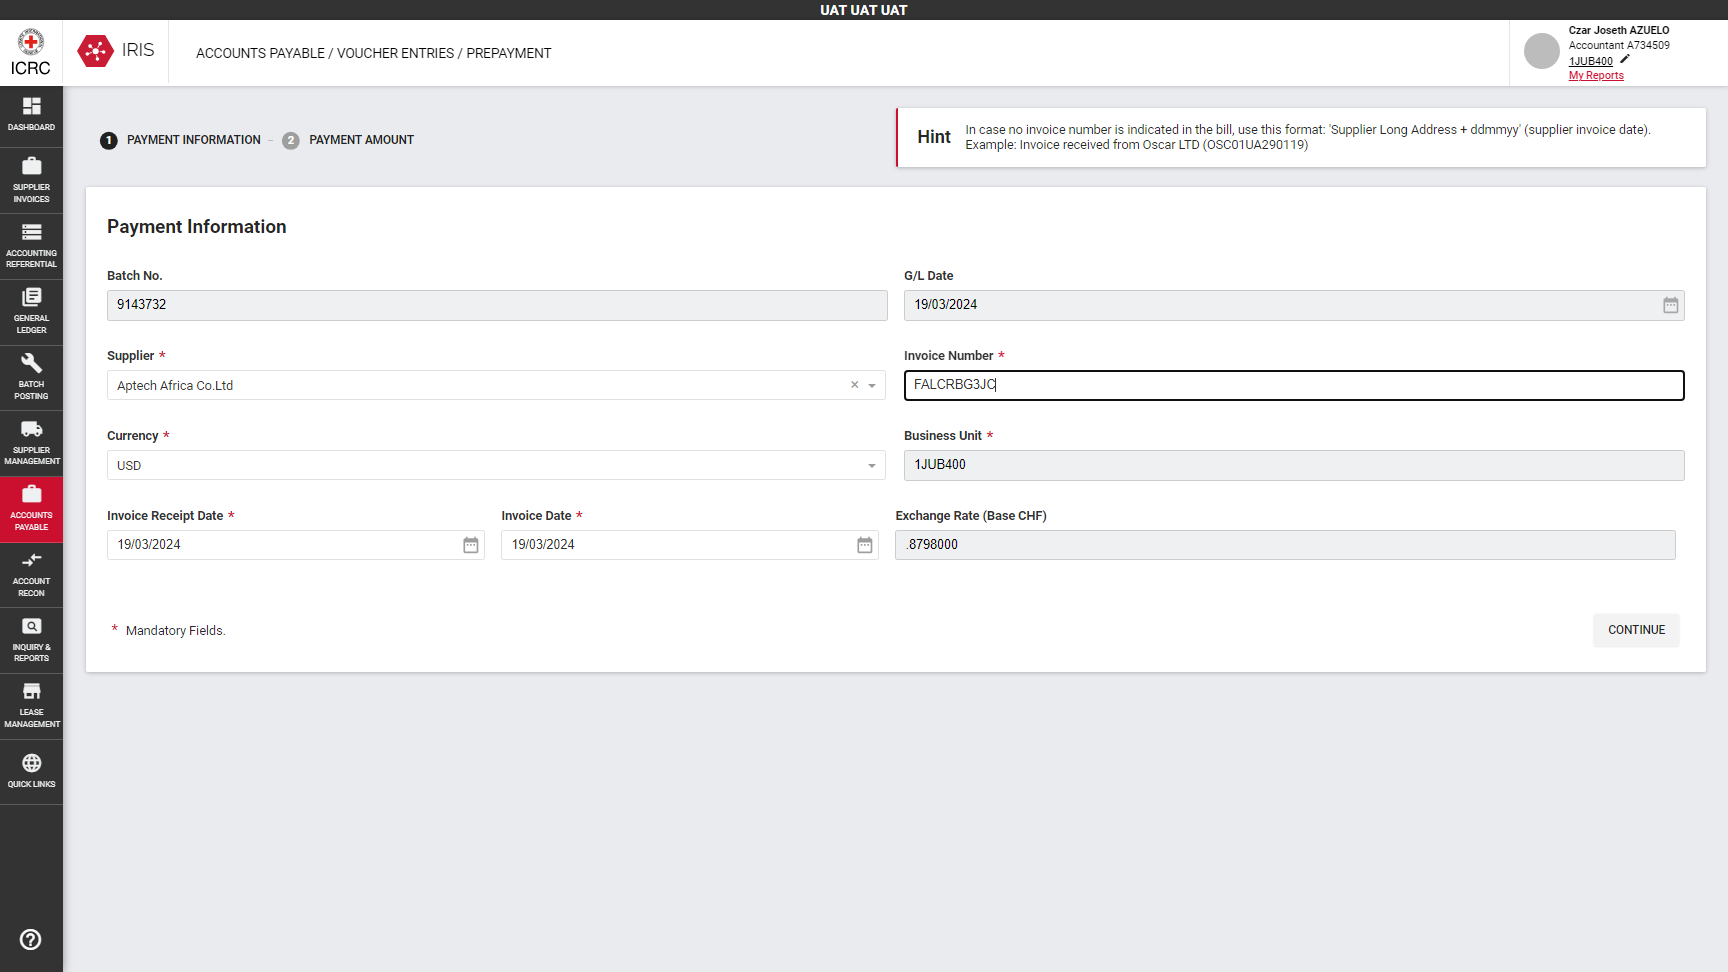 UAT UAT UAT
ICRC
IRIS
ACCOUNTS PAYABLE / VOUCHER ENTRIES / PREPAYMENT
Czar Joseth AZUELO
Accountant A734509
1JUB400
My Reports
DASHBOARD
SUPPLIER
INVOICES
ACCOUNTING
REFERENTIAL
GENERAL
LEDGER
BATCH
POSTING
SUPPLIER
MANAGEMENT
ACCOUNTS
PAYABLE
ACCOUNT
RECON
INQUIRY &
REPORTS
LEASE
MANAGEMENT
QUICK LINKS
1 PAYMENT INFORMATION – 2 PAYMENT AMOUNT
Hint
In case no invoice number is indicated in the bill, use this format: 'Supplier Long Address + ddmmyy' (supplier invoice date).
Example: Invoice received from Oscar LTD (OSC01UA290119)
Payment Information
Batch No.
9143732
G/L Date
19/03/2024
Supplier *
Aptech Africa Co.Ltd
Invoice Number *
FALCRBG3JC
Currency *
USD
Business Unit *
1JUB400
Invoice Receipt Date *
19/03/2024
Invoice Date *
19/03/2024
Exchange Rate (Base CHF)
.8798000
* Mandatory Fields.
CONTINUE